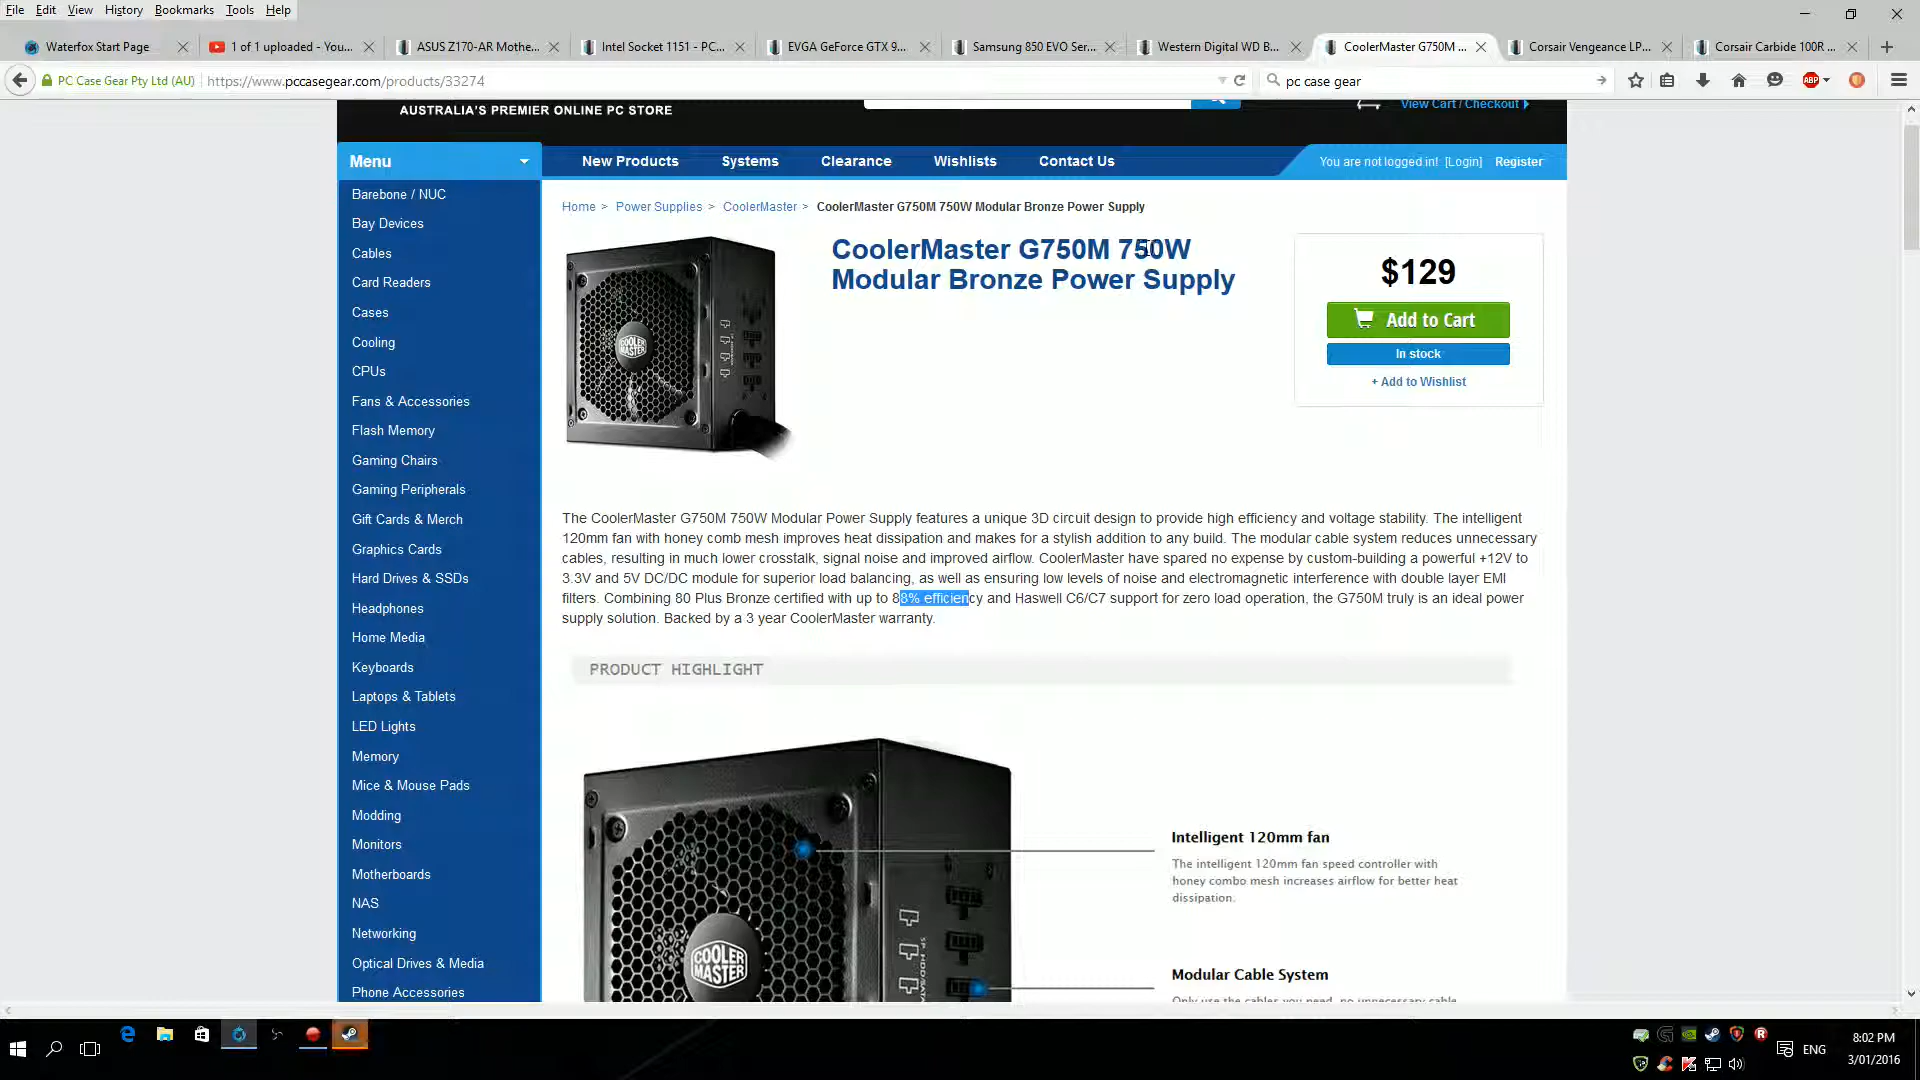 File Edit View History Bookmarks Tools Help
Waterfox Start Page
1 of 1 uploaded - You...
ASUS Z170-AR Mothe...
Intel Socket 1151 - PC...
EVGA GeForce GTX 9...
Samsung 850 EVO Ser...
Western Digital WD B...
CoolerMaster G750M ...
Corsair Vengeance LP...
Corsair Carbide 100R ...
PC Case Gear Pty Ltd (AU)
https://www.pccasegear.com/products/33274
pc case gear
ABP
AUSTRALIA'S PREMIER ONLINE PC STORE
View Cart / Checkout
Menu
New Products Systems Clearance Wishlists Contact Us
You are not logged in! [Login] Register
Barebone / NUC
Bay Devices
Cables
Card Readers
Cases
Cooling
CPUs
Fans & Accessories
Flash Memory
Gaming Chairs
Gaming Peripherals
Gift Cards & Merch
Graphics Cards
Hard Drives & SSDs
Headphones
Home Media
Keyboards
Laptops & Tablets
LED Lights
Memory
Mice & Mouse Pads
Modding
Monitors
Motherboards
NAS
Networking
Optical Drives & Media
Phone Accessories
Home > Power Supplies > CoolerMaster > CoolerMaster G750M 750W Modular Bronze Power Supply
CoolerMaster G750M 750W
Modular Bronze Power Supply
$129
Add to Cart
In stock
+ Add to Wishlist
COOLER
MASTER
The CoolerMaster G750M 750W Modular Power Supply features a unique 3D circuit design to provide high efficiency and voltage stability. The intelligent
120mm fan with honey comb mesh improves heat dissipation and makes for a stylish addition to any build. The modular cable system reduces unnecessary
cables, resulting in much lower crosstalk, signal noise and improved airflow. CoolerMaster have spared no expense by custom-building a powerful +12V to
3.3V and 5V DC/DC module for superior load balancing, as well as ensuring low levels of noise and electromagnetic interference with double layer EMI
filters. Combining 80 Plus Bronze certified with up to 88% efficiency and Haswell C6/C7 support for zero load operation, the G750M truly is an ideal power
supply solution. Backed by a 3 year CoolerMaster warranty.
PRODUCT HIGHLIGHT
COOLER
MASTER
Intelligent 120mm fan
The intelligent 120mm fan speed controller with
honey combo mesh increases airflow for better heat
dissipation.
Modular Cable System
Only use the cables you need, no unnecessary cable
ENG
8:02 PM
3/01/2016